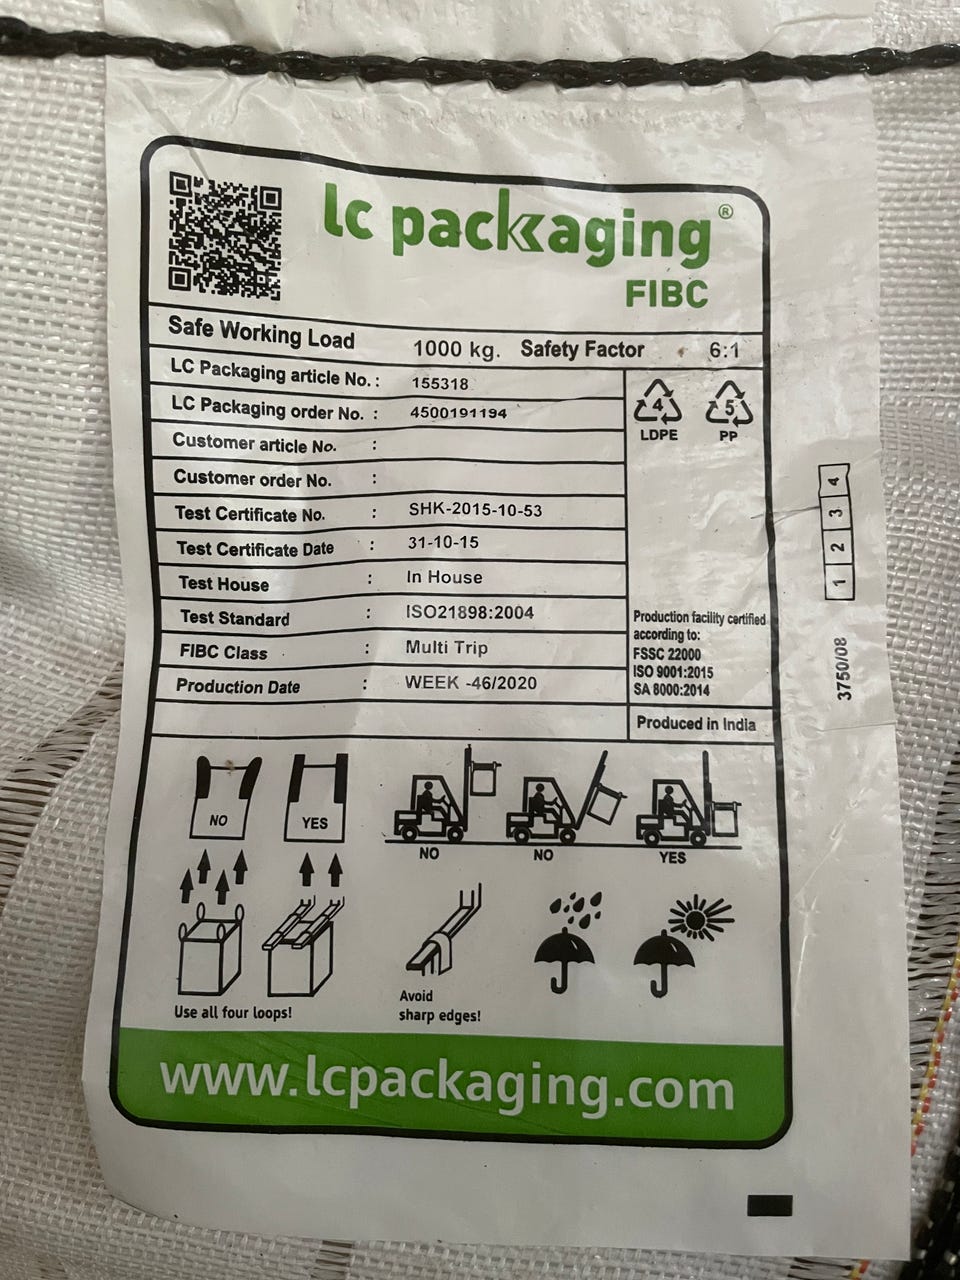 lc packaging®
FIBC
Safe Working Load 1000 kg. Safety Factor 6:1
LC Packaging article No. : 155318
LC Packaging order No. : 4500191194
Customer article No. :
Customer order No. :
Test Certificate No. : SHK-2015-10-53
Test Certificate Date : 31-10-15
Test House : In House
Test Standard : ISO21898:2004
FIBC Class : Multi Trip
Production Date : WEEK -46/2020
4 5
LDPE PP
Production facility certified
according to:
FSSC 22000
ISO 9001:2015
SA 8000:2014
Produced in India
1 2 3 4
3750/08
NO YES NO NO YES
Use all four loops!
Avoid
sharp edges!
www.lcpackaging.com